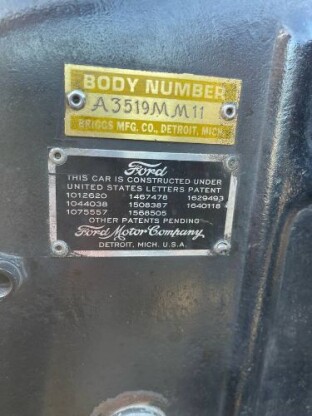 BODY NUMBER
A3519MM11
BRIGGS MFG. CO., DETROIT, MICH.
Ford
THIS CAR IS CONSTRUCTED UNDER
UNITED STATES LETTERS PATENT
1012620 1467478 1629493
1044038 1508387 1640118
1075557 1568505
OTHER PATENTS PENDING
Ford Motor Company
DETROIT, MICH. U.S.A.